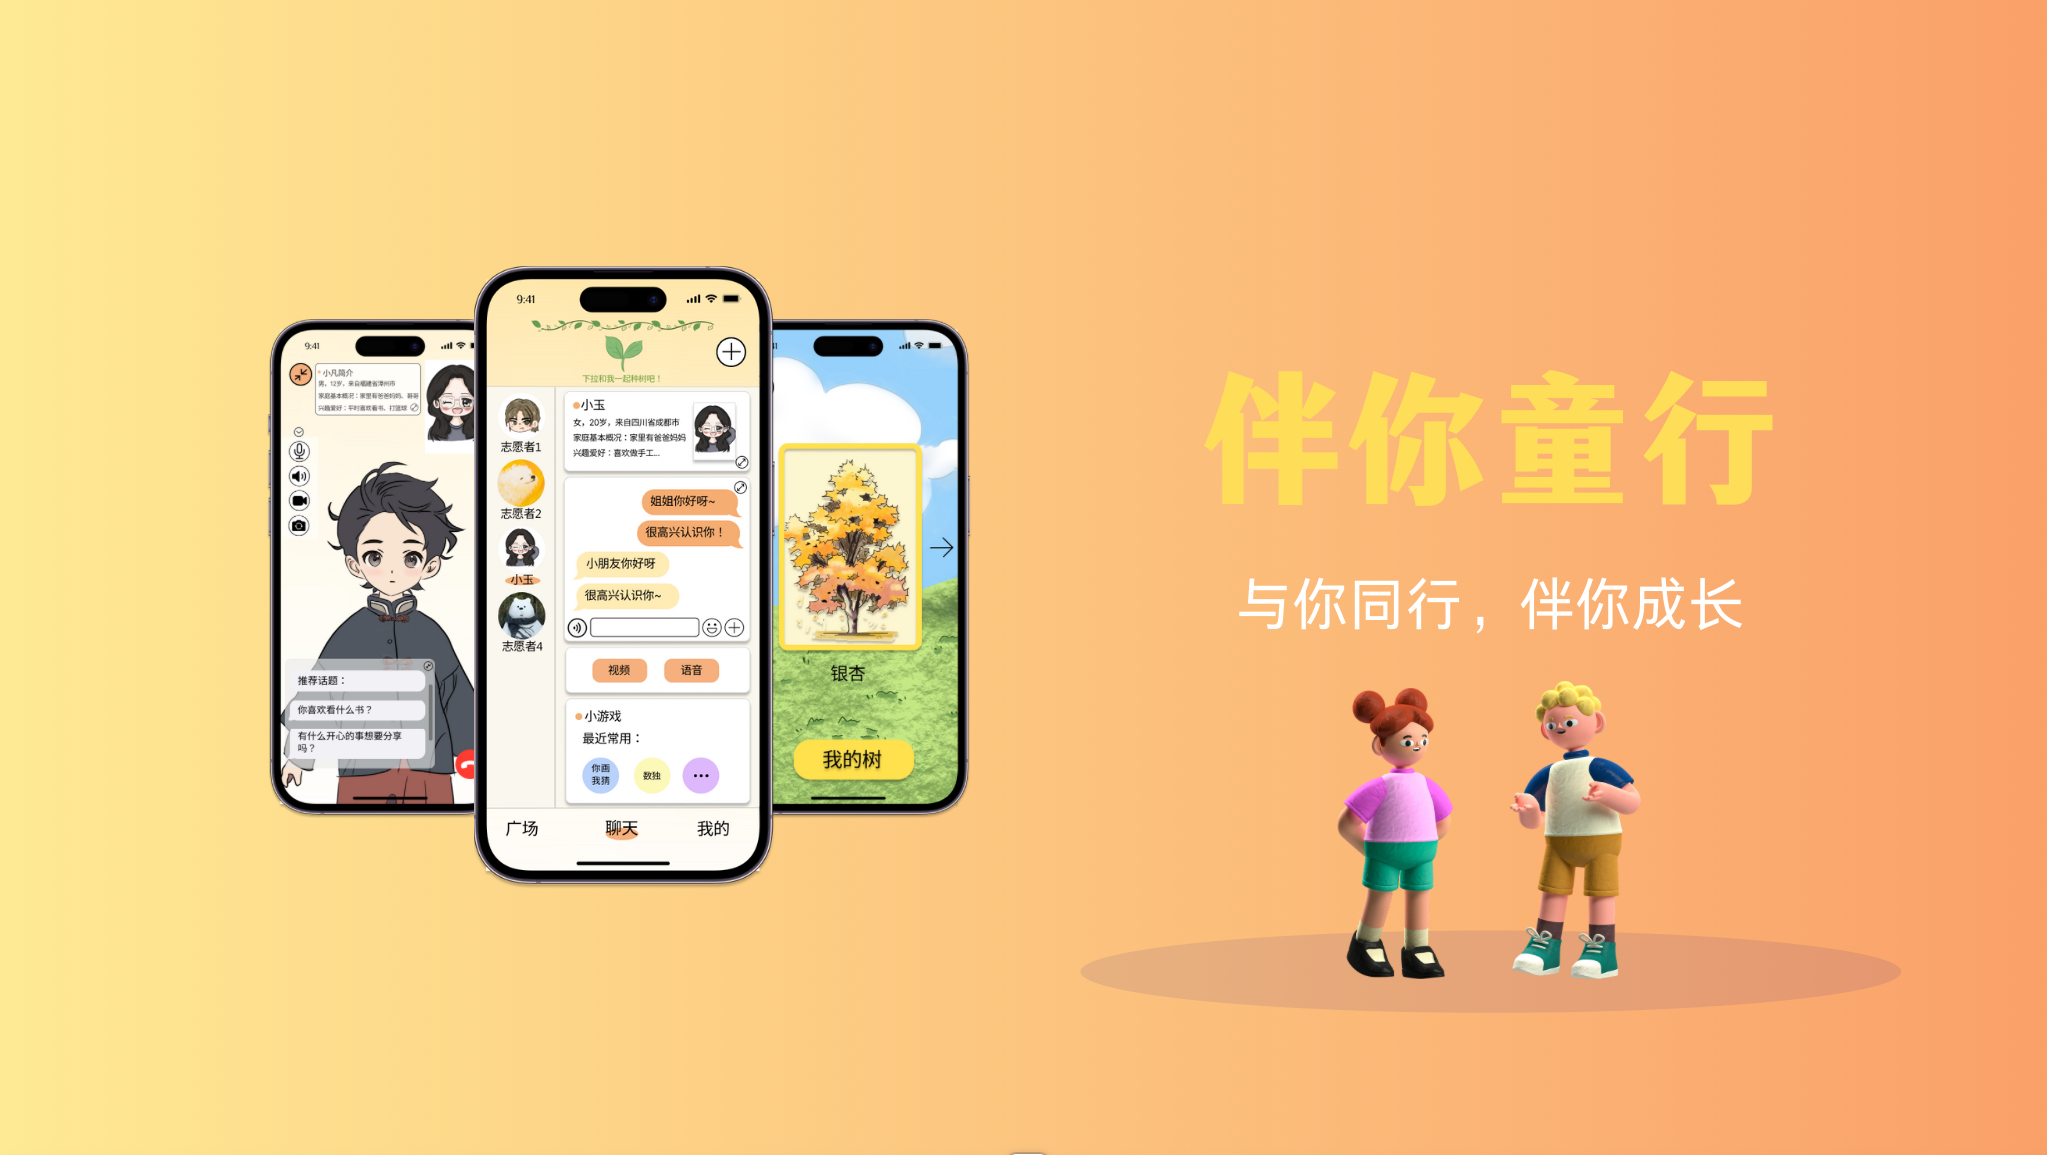 9:41
小凡简介
男，12岁，来自福建省漳州市
家庭基本概况：家里有爸爸妈妈、哥哥
兴趣爱好：平时喜欢看书、打篮球
推荐话题：
你喜欢看什么书？
有什么开心的事想要分享
吗？
9:41
下拉和我一起种树吧！
志愿者1
志愿者2
小玉
志愿者4
小玉
女，20岁，来自四川省成都市
家庭基本概况：家里有爸爸妈妈
兴趣爱好：喜欢做手工...
姐姐你好呀~
很高兴认识你！
小朋友你好呀
很高兴认识你~
视频
语音
小游戏
最近常用：
你画
我猜
数独
广场
聊天
我的
银杏
我的树
伴你童行
与你同行，伴你成长